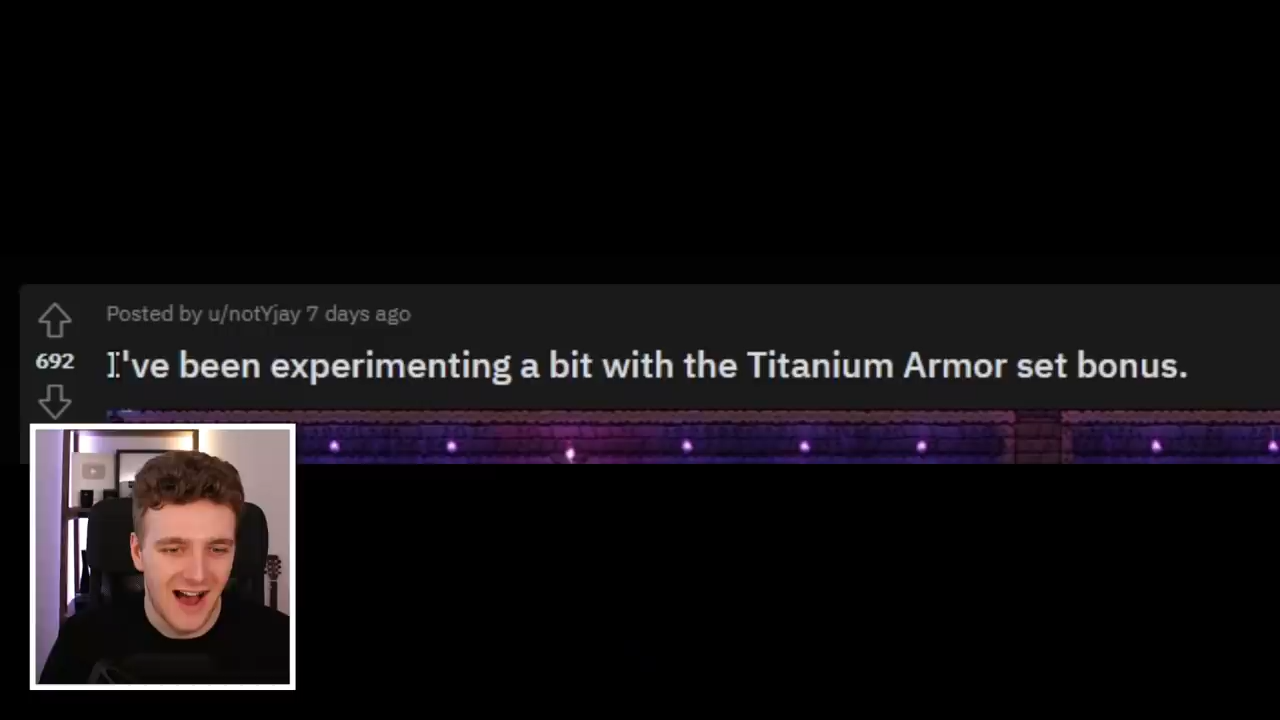 Posted by u/notYjay 7 days ago
692
I've been experimenting a bit with the Titanium Armor set bonus.